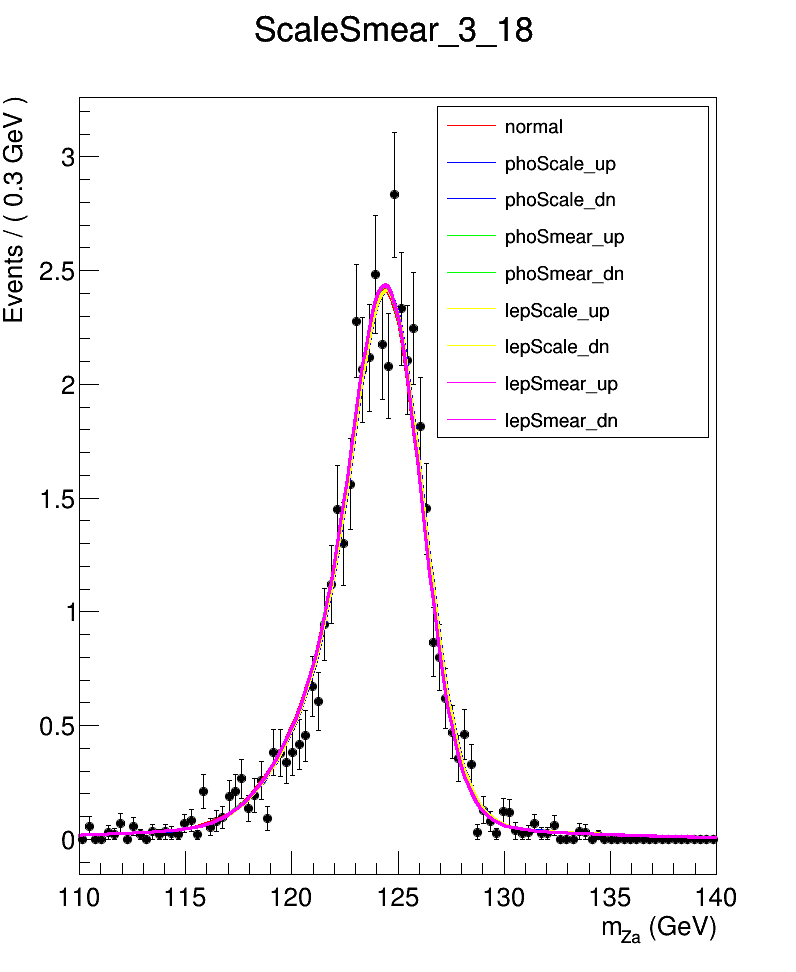 ScaleSmear_3_18
Events / ( 0.3 GeV )
3
2.5
2
1.5
1
0.5
0
normal
phoScale_up
phoScale_dn
phoSmear_up
phoSmear_dn
lepScale_up
lepScale_dn
lepSmear_up
lepSmear_dn
110 115 120 125 130 135 140
mZa (GeV)